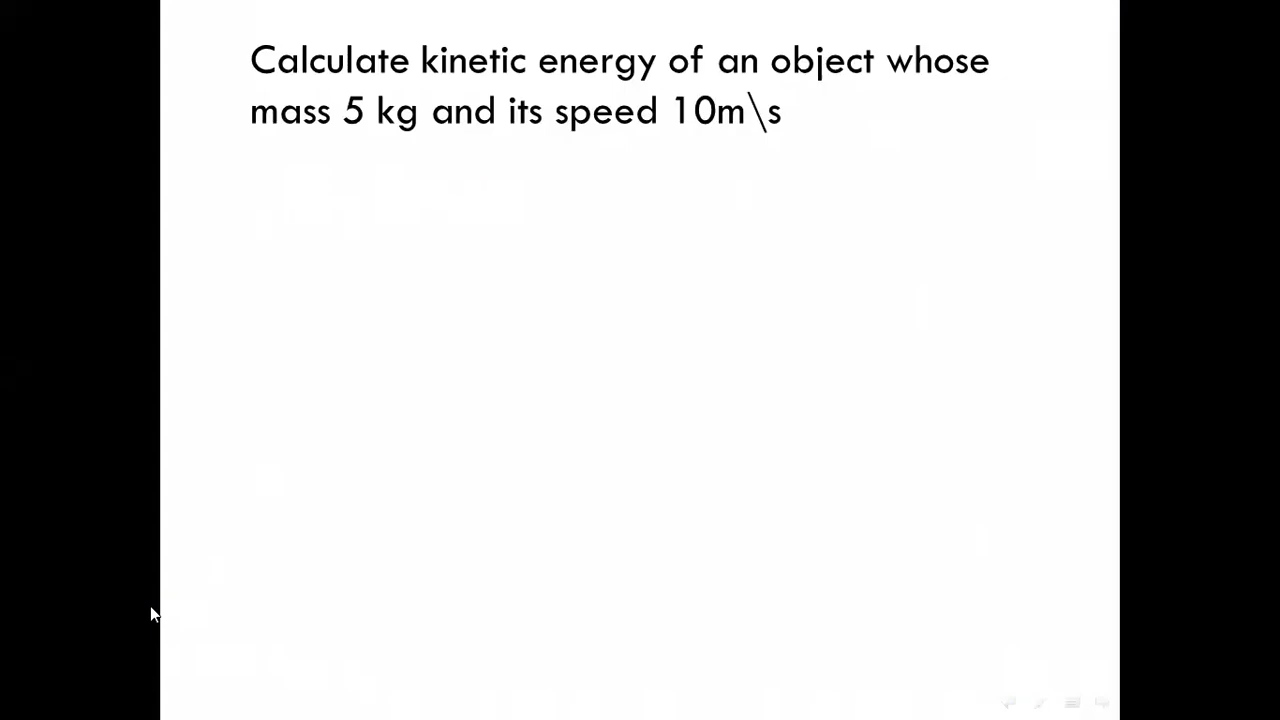 Calculate kinetic energy of an object whose
mass 5 kg and its speed 10m\s